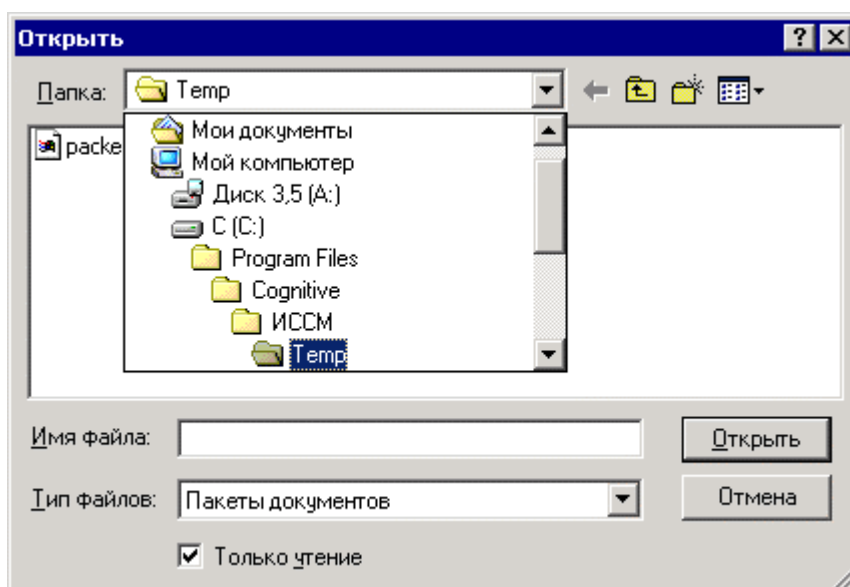 Открыть
Папка: Temp
Мои документы
packe
Мой компьютер
Диск 3,5 (A:)
C (C:)
Program Files
Cognitive
ИССМ
Temp
Имя файла:
Открыть
Тип файлов: Пакеты документов
Отмена
Только чтение